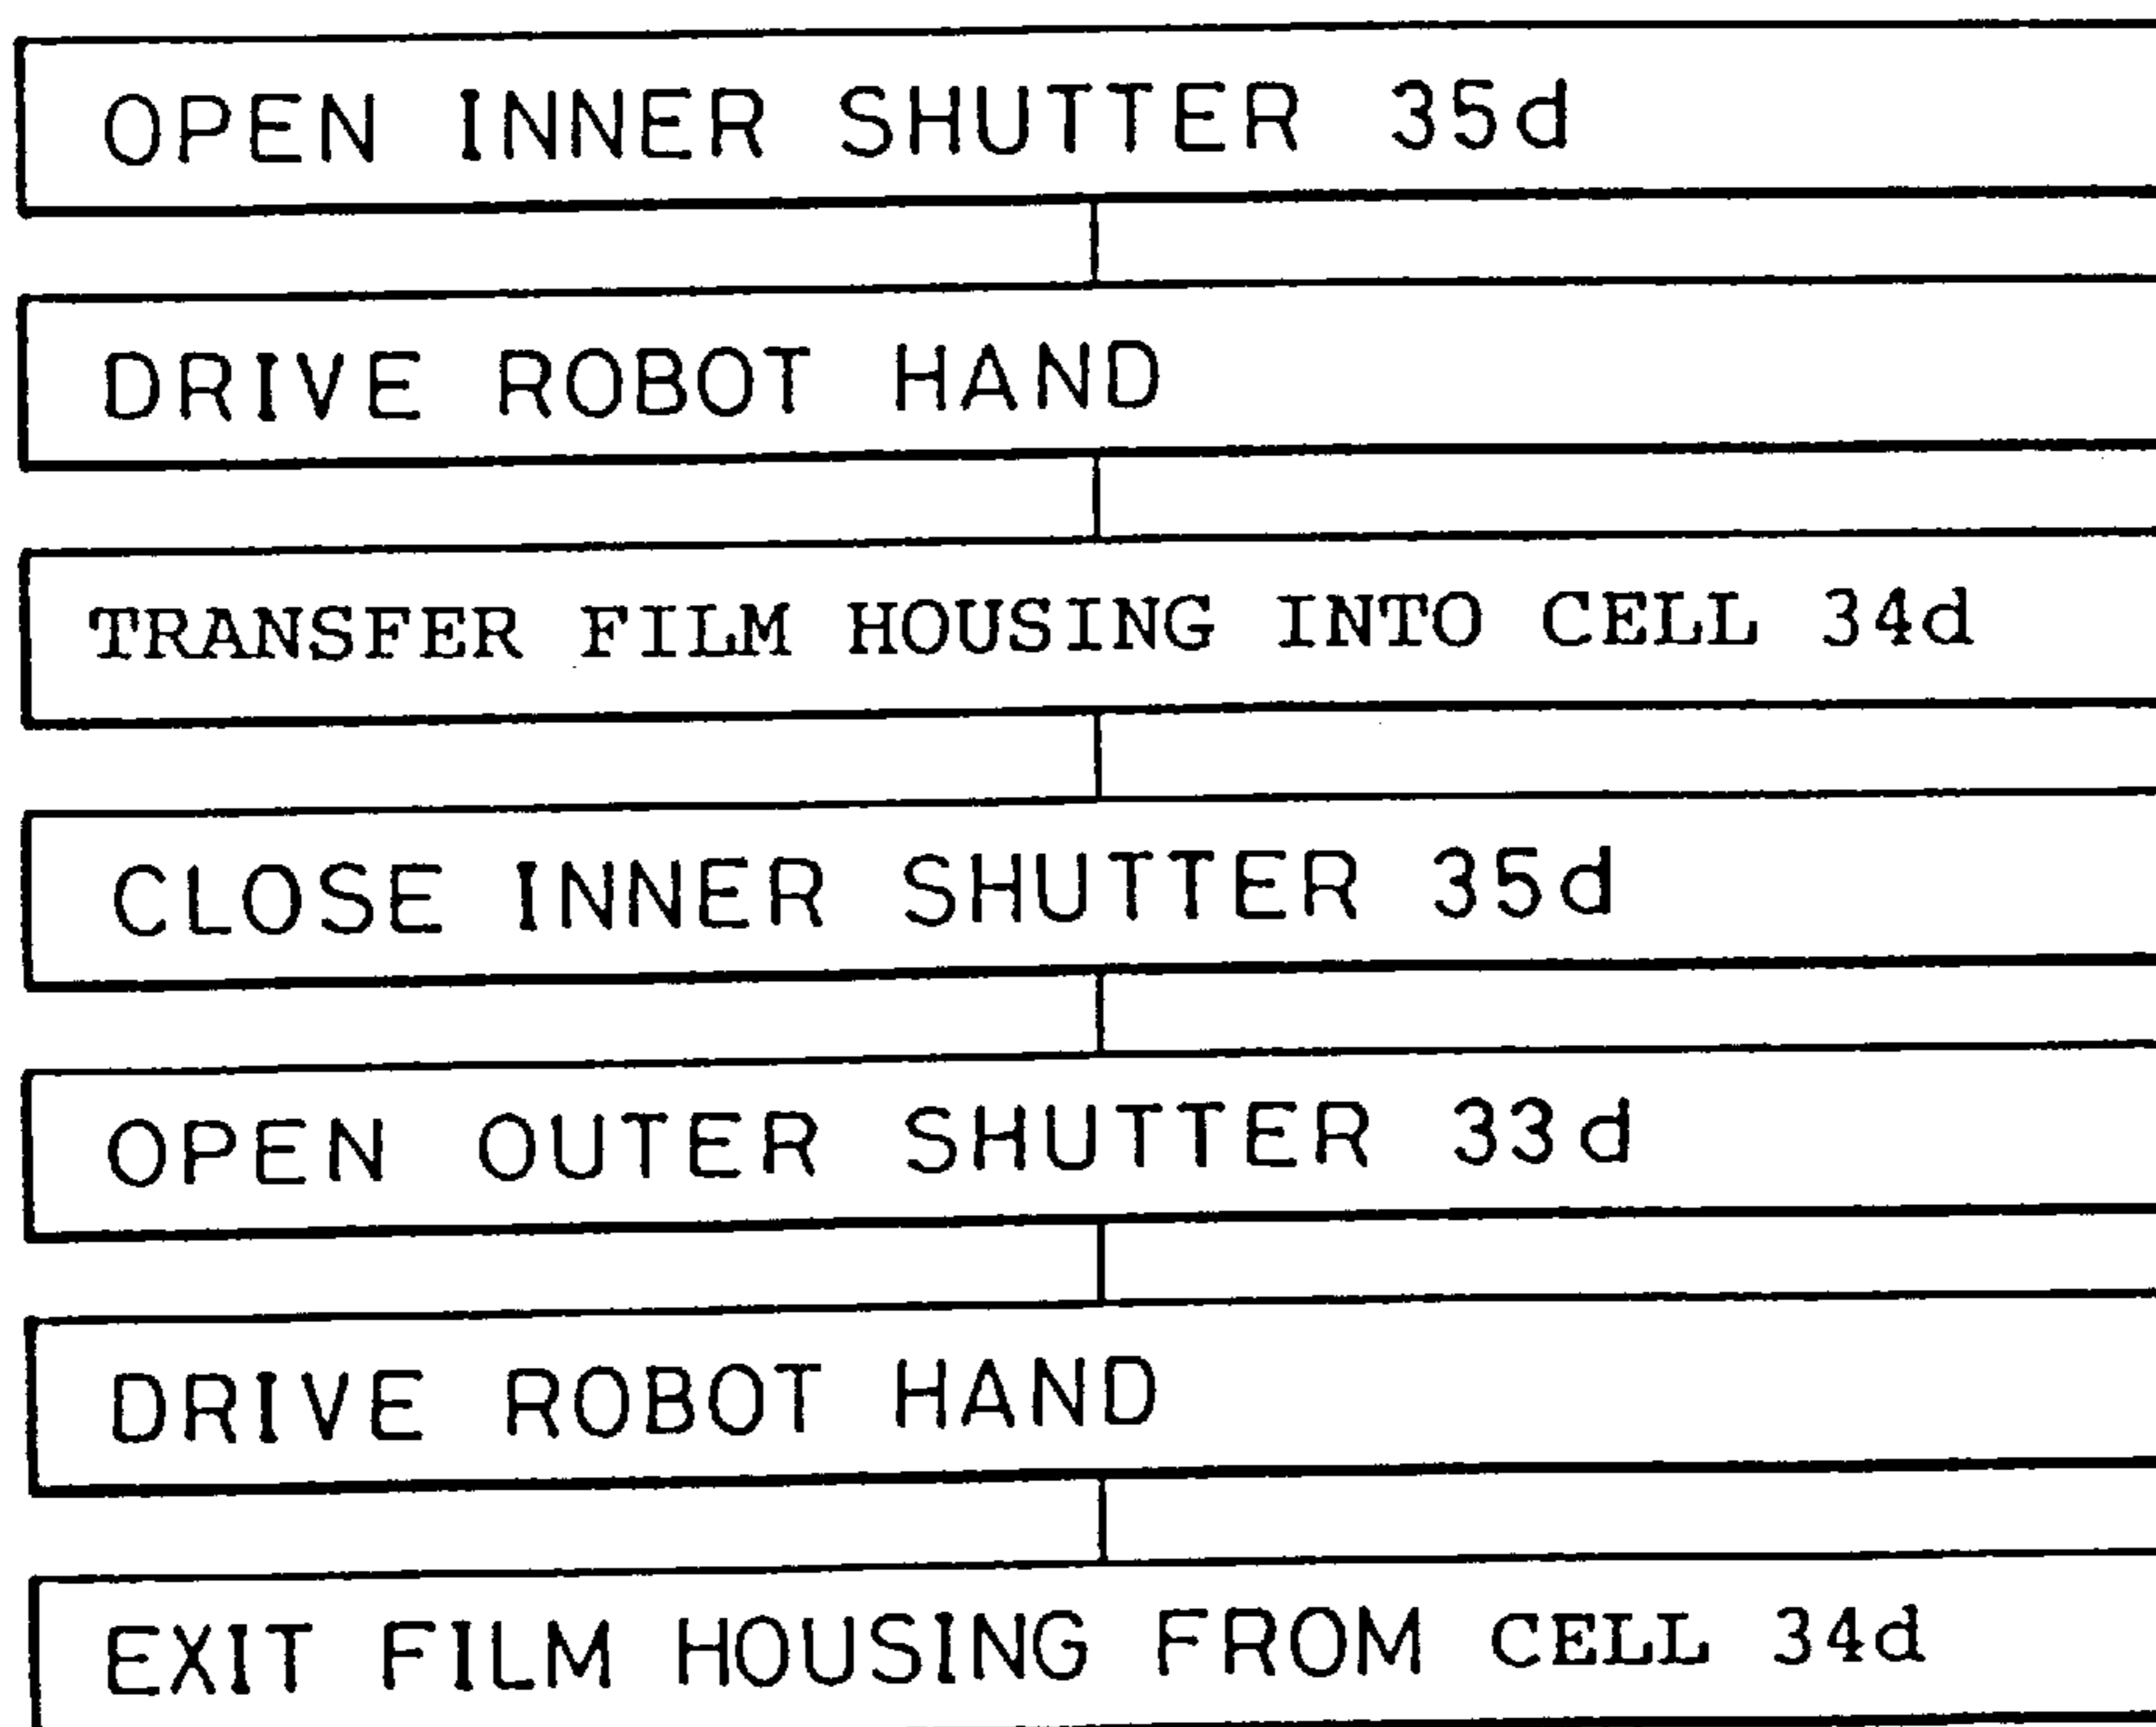 OPEN INNER SHUTTER 35d
DRIVE ROBOT HAND
TRANSFER FILM HOUSING INTO CELL 34d
CLOSE INNER SHUTTER 35d
OPEN OUTER SHUTTER 33d
DRIVE ROBOT HAND
EXIT FILM HOUSING FROM CELL 34d